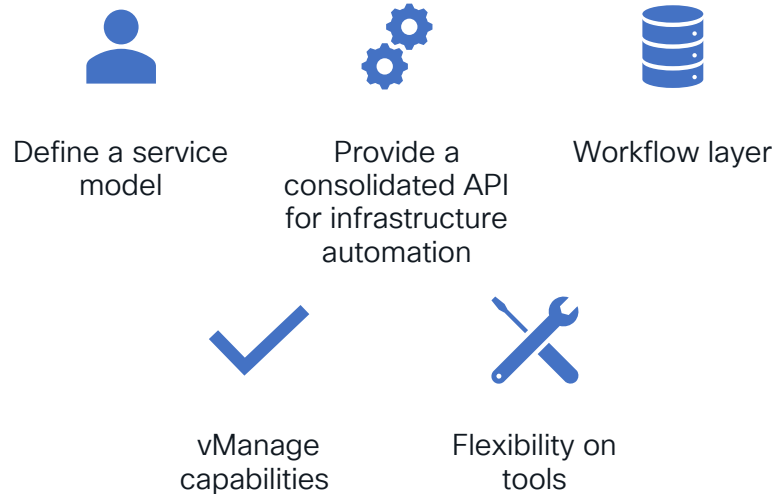 Define a service
model
Provide a
consolidated API
for infrastructure
automation
Workflow layer
vManage
capabilities
Flexibility on
tools